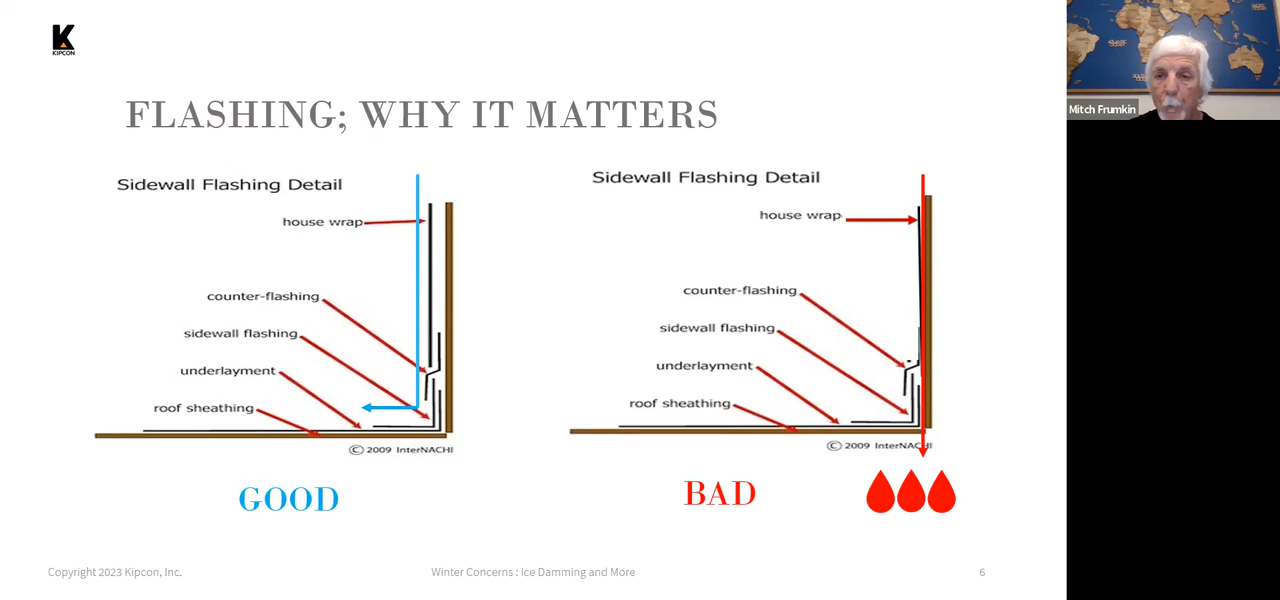 K
KIPCON
FLASHING; WHY IT MATTERS
Sidewall Flashing Detail
house wrap
counter-flashing
sidewall flashing
underlayment
roof sheathing
© 2009 InterNACHI
GOOD
Sidewall Flashing Detail
house wrap
counter-flashing
sidewall flashing
underlayment
roof sheathing
© 2009 InterNACHI
BAD
Copyright 2023 Kipcon, Inc.
Winter Concerns : Ice Damming and More
6
Mitch Frumkin